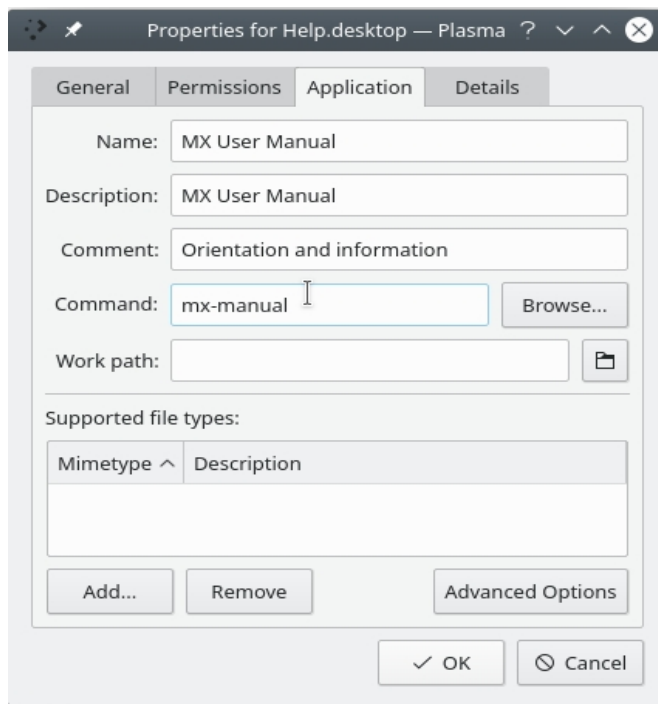 Properties for Help.desktop — Plasma ?
General Permissions Application Details
Name: MX User Manual
Description: MX User Manual
Comment: Orientation and information
Command: mx-manual Browse...
Work path:
Supported file types:
Mimetype Description
Add... Remove Advanced Options
OK Cancel